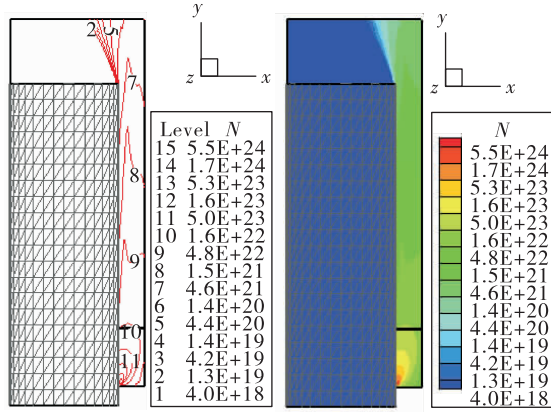 2 5
7
8
9
10
11
y
z x
Level N
15 5.5E+24
14 1.7E+24
13 5.3E+23
12 1.6E+23
11 5.0E+23
10 1.6E+22
9 4.8E+22
8 1.5E+21
7 4.6E+21
6 1.4E+20
5 4.4E+20
4 1.4E+19
3 4.2E+19
2 1.3E+19
1 4.0E+18
y
z x
N
5.5E+24
1.7E+24
5.3E+23
1.6E+23
5.0E+23
1.6E+22
4.8E+22
1.5E+21
4.6E+21
1.4E+20
4.4E+20
1.4E+19
4.2E+19
1.3E+19
4.0E+18